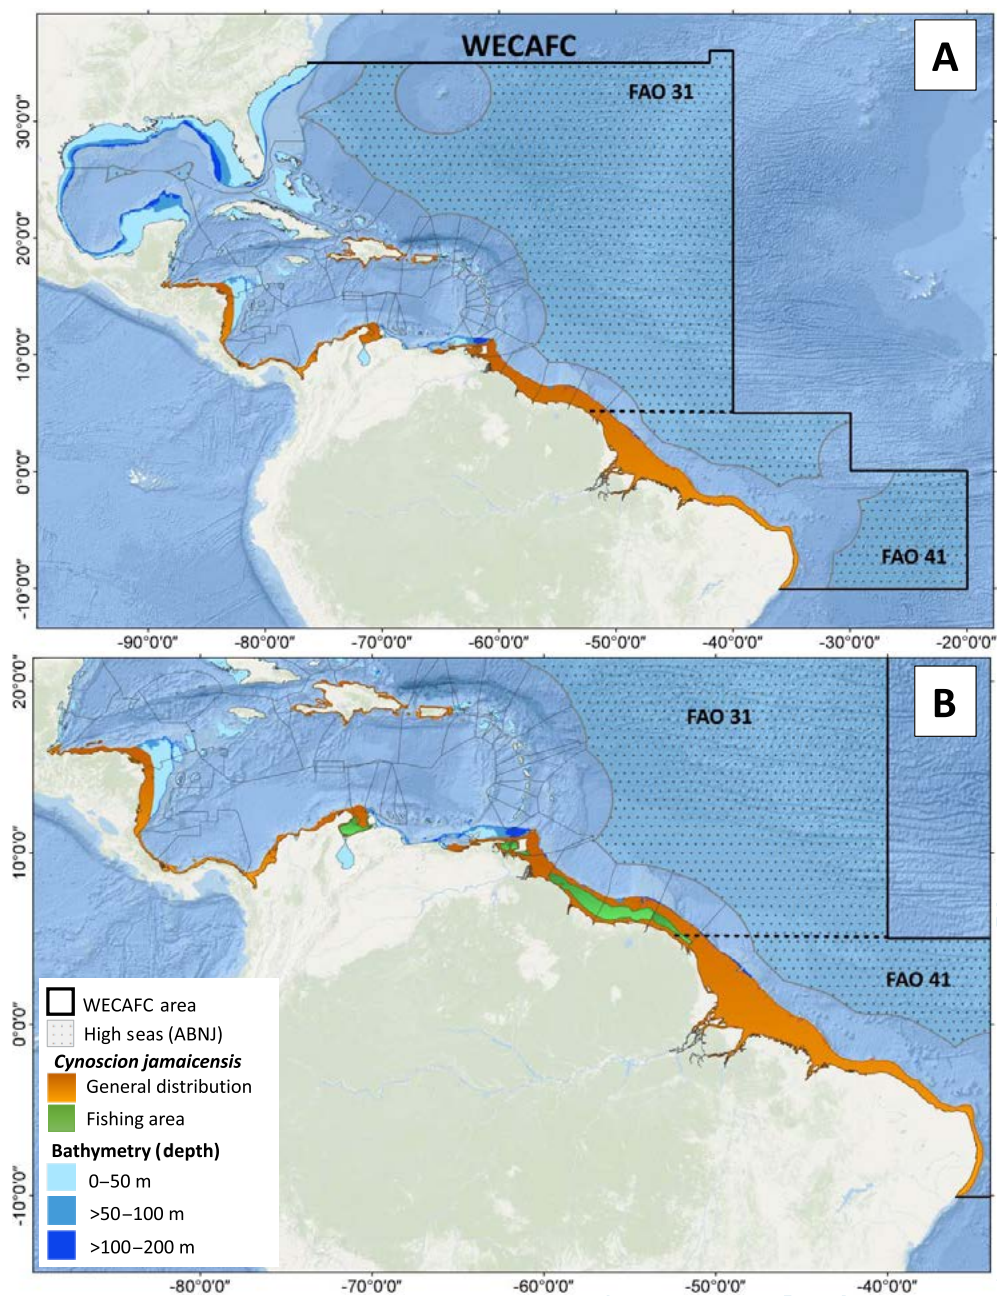 WECAFC
A
FAO 31
FAO 41
30°0'0"
20°0'0"
10°0'0"
0°0'0"
-10°0'0"
-90°0'0"
-80°0'0"
-70°0'0"
-60°0'0"
-50°0'0"
-40°0'0"
-30°0'0"
-20°0'0"
B
FAO 31
FAO 41
20°0'0"
10°0'0"
0°0'0"
-10°0'0"
WECAFC area
High seas (ABNJ)
Cynoscion jamaicensis
General distribution
Fishing area
Bathymetry (depth)
0–50 m
>50–100 m
>100–200 m
-80°0'0"
-70°0'0"
-60°0'0"
-50°0'0"
-40°0'0"